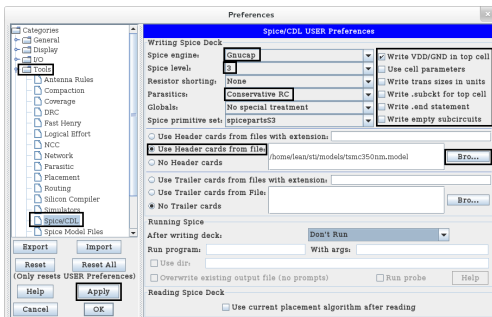 Preferences
Categories
General
Display
I/O
Tools
Antenna Rules
Compaction
Coverage
DRC
Fast Henry
Logical Effort
NCC
Network
Parasitic
Placement
Routing
Silicon Compiler
Simulators
Spice/CDL
Spice Model Files
Export Import
Reset Reset All
(Only resets USER Preferences)
Help Apply
Cancel OK
Spice/CDL USER Preferences
Writing Spice Deck
Spice engine: Gnucap
Spice level: 3
Resistor shorting: None
Parasitics: Conservative RC
Globals: No special treatment
Spice primitive set: spicepartsS3
Write VDD/GND in top cell
Use cell parameters
Write trans sizes in units
Write .subckt for top cell
Write .end statement
Write empty subcircuits
Use Header cards from files with extension:
Use Header cards from file:
No Header cards
/home/lean/sti/models/tsmc350nm.model
Bro...
Use Trailer cards from files with extension:
Use Trailer cards from File:
No Trailer cards
Bro...
Running Spice
After writing deck: Don't Run
Run program: With args:
Use dir:
Overwrite existing output file (no prompts) Run probe Help
Reading Spice Deck
Use current placement algorithm after reading